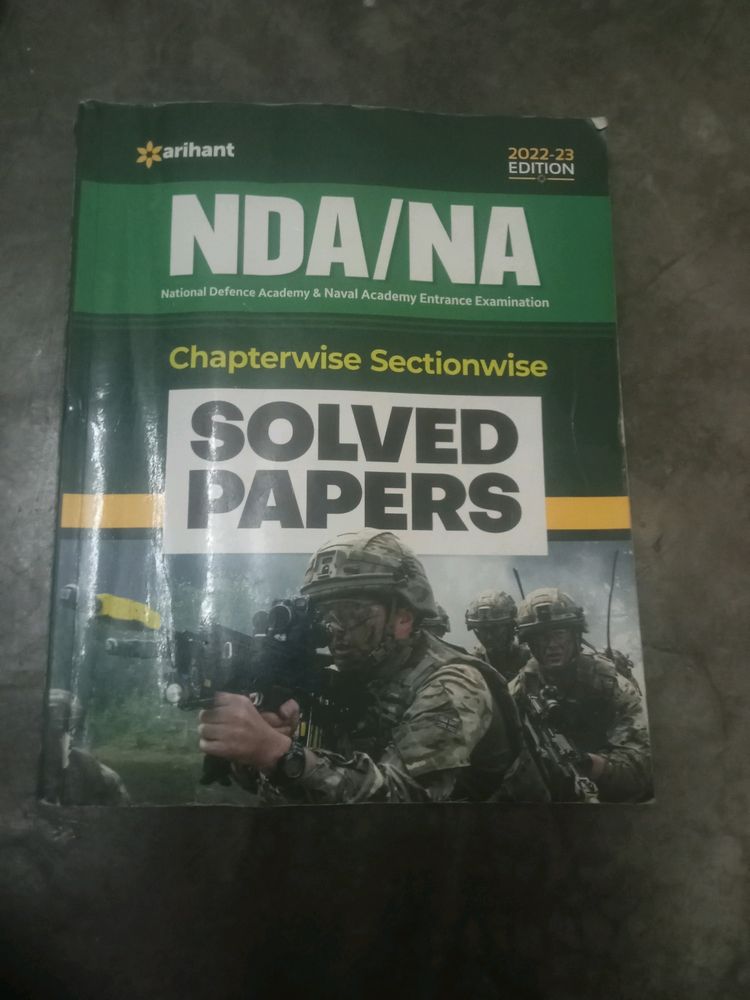 arihant
2022-23
EDITION
NDA/NA
National Defence Academy & Naval Academy Entrance Examination
Chapterwise Sectionwise
SOLVED
PAPERS